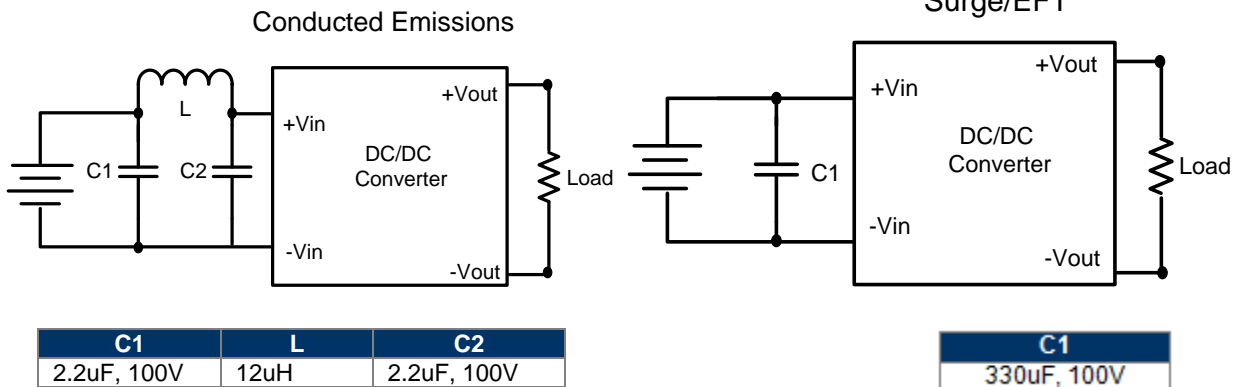 Conducted Emissions
L
C1
C2
+Vin
-Vin
DC/DC
Converter
+Vout
-Vout
Load
C1 L C2
2.2uF, 100V 12uH 2.2uF, 100V
Surge/EFT
C1
+Vin
-Vin
DC/DC
Converter
+Vout
-Vout
Load
C1
330uF, 100V